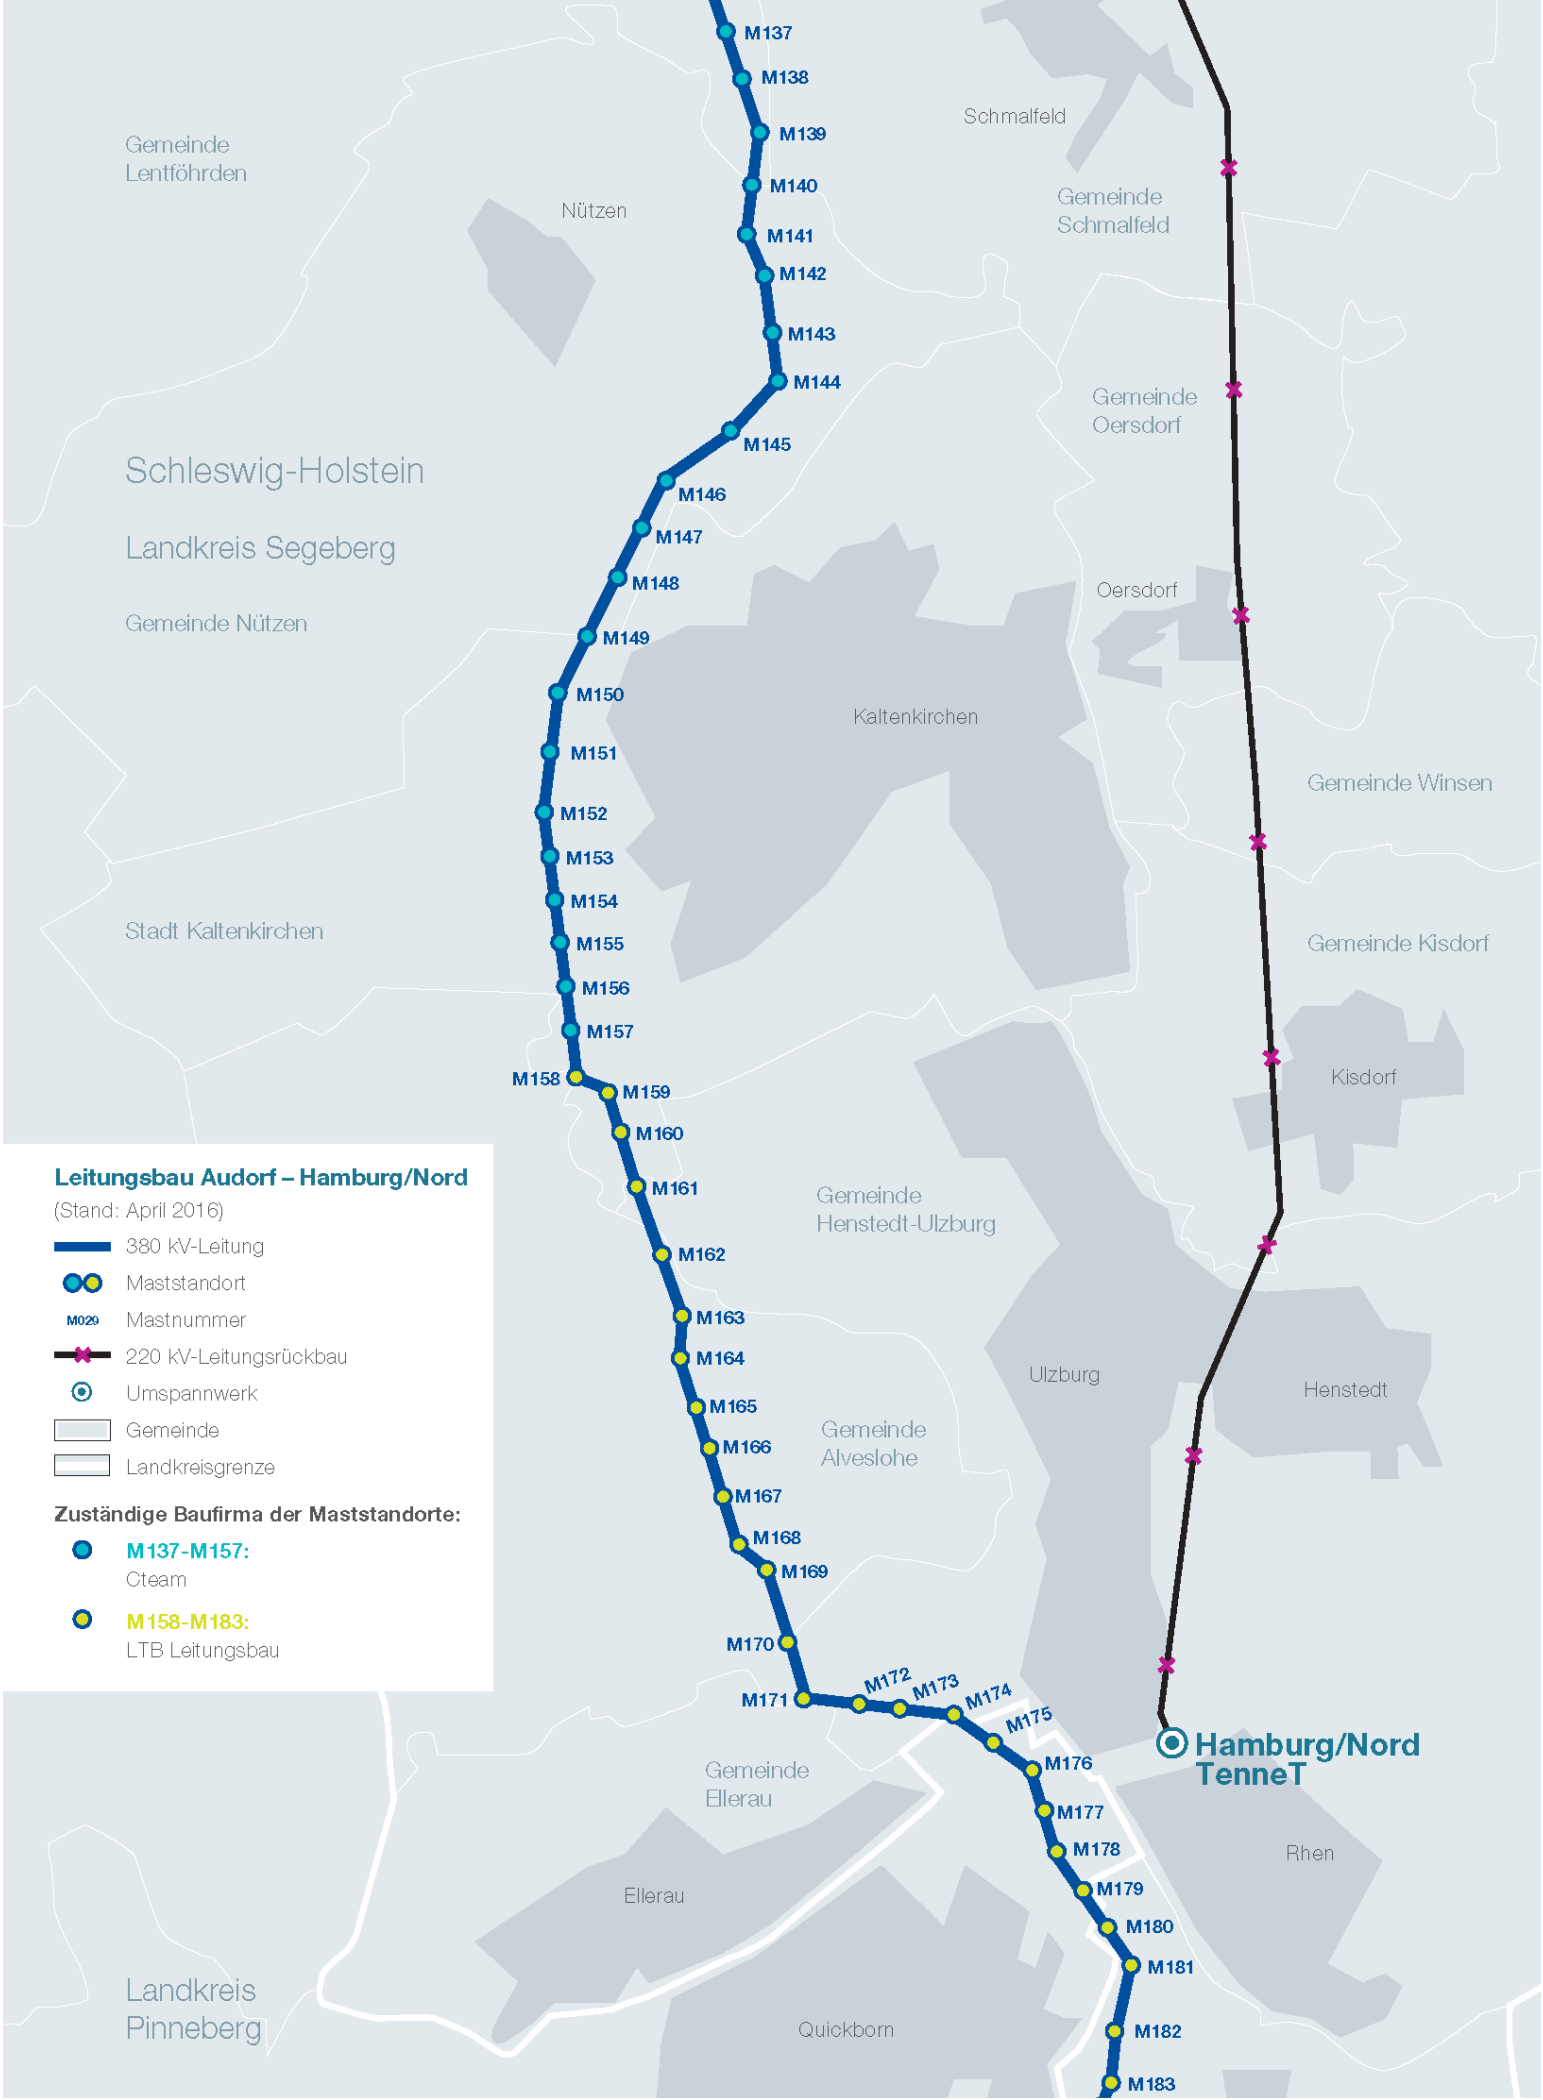 M137
M138
Schmalfeld
M139
Gemeinde
Lentföhrden
M140
Gemeinde
Schmalfeld
Nützen
M141
M142
M143
M144
Gemeinde
Oersdorf
M145
Schleswig-Holstein
M146
M147
Landkreis Segeberg
M148
Oersdorf
Gemeinde Nützen
M149
M150
Kaltenkirchen
M151
Gemeinde Winsen
M152
M153
M154
Stadt Kaltenkirchen
M155
Gemeinde Kisdorf
M156
M157
M158
Kisdorf
M159
M160
M161
Gemeinde
Henstedt-Ulzburg
M162
M163
M164
Ulzburg
Henstedt
M165
Gemeinde
Alveslohe
M166
M167
M168
M169
M170
M171
M172
M173
M174
M175
Hamburg/Nord
TenneT
M176
Gemeinde
Ellerau
M177
M178
Rhen
M179
Ellerau
M180
M181
Landkreis
Pinneberg
Quickborn
M182
M183
Leitungsbau Audorf – Hamburg/Nord
(Stand: April 2016)
380 kV-Leitung
Maststandort
M029 Mastnummer
220 kV-Leitungsrückbau
Umspannwerk
Gemeinde
Landkreisgrenze
Zuständige Baufirma der Maststandorte:
M137-M157:
Cteam
M158-M183:
LTB Leitungsbau